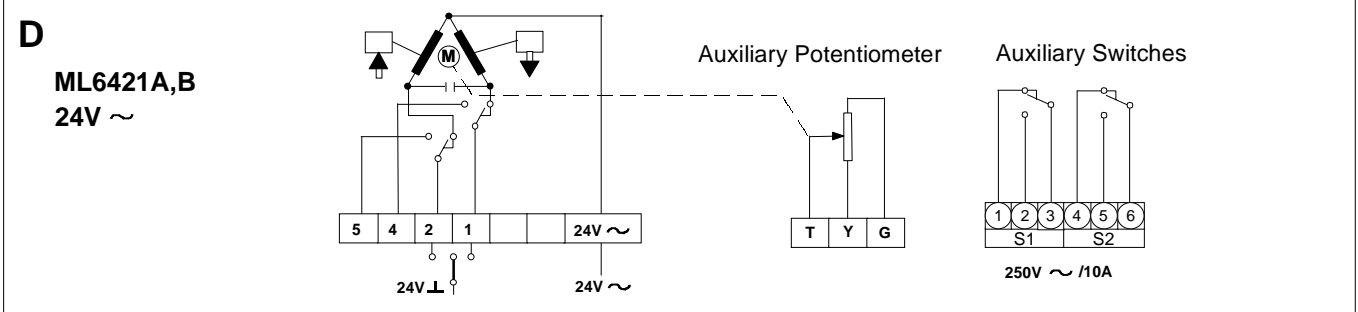 D
ML6421A,B
24V ~
M
Auxiliary Potentiometer
Auxiliary Switches
5 4 2 1 24V ~
24V ⊥ 24V ~
T Y G
1 2 3 4 5 6
S1 S2
250V ~ /10A